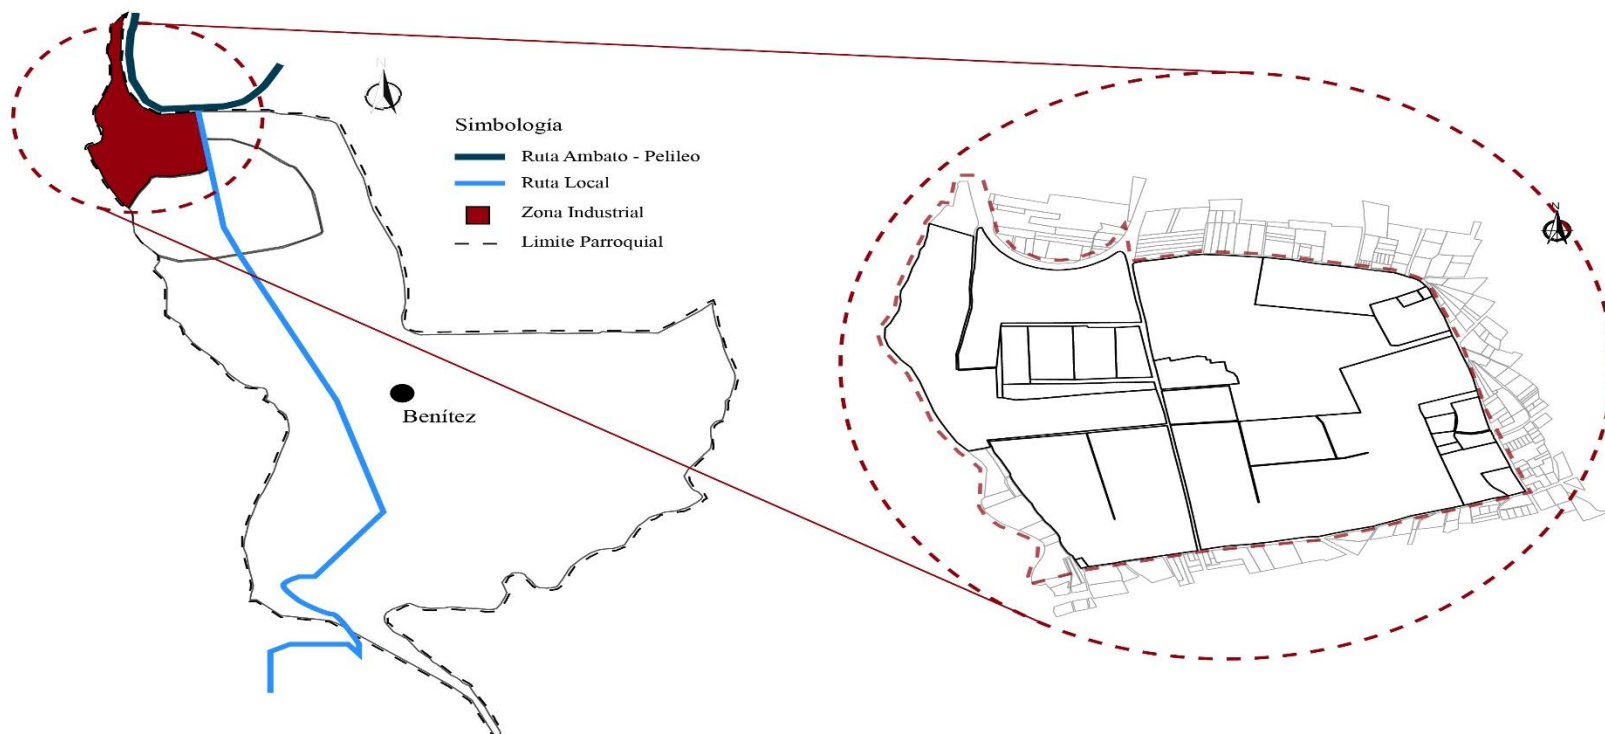 N
Simbología
Ruta Ambato - Pelileo
Ruta Local
Zona Industrial
Limite Parroquial
Benítez
N